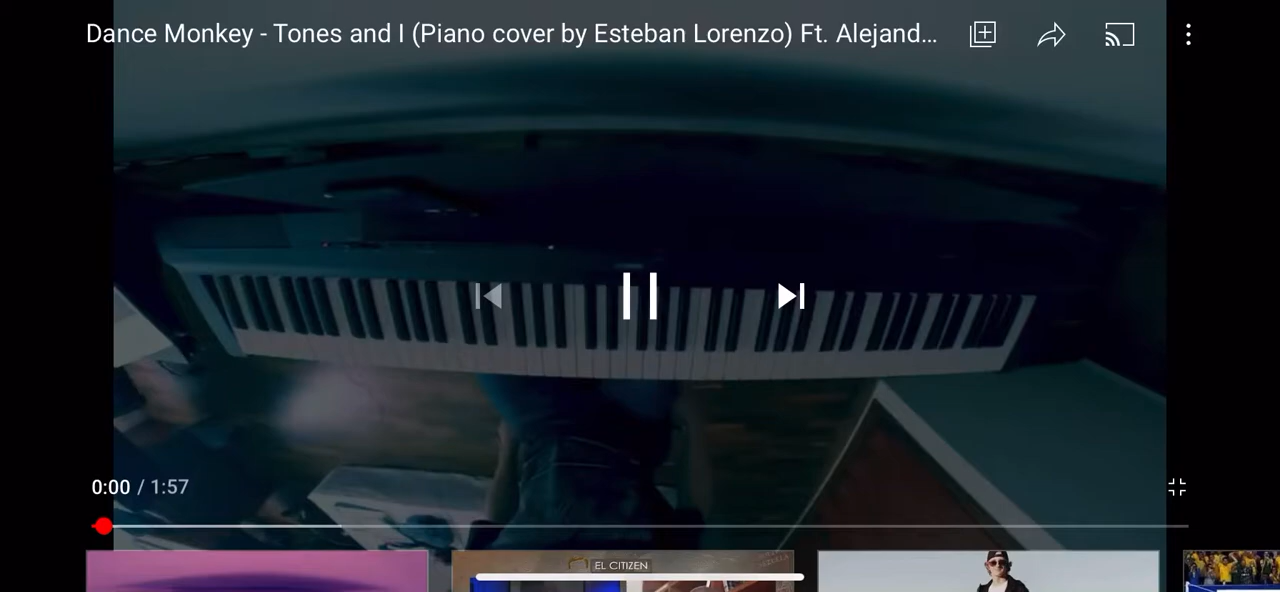 Dance Monkey - Tones and I (Piano cover by Esteban Lorenzo) Ft. Alejand...
0:00 / 1:57
EL CITIZEN